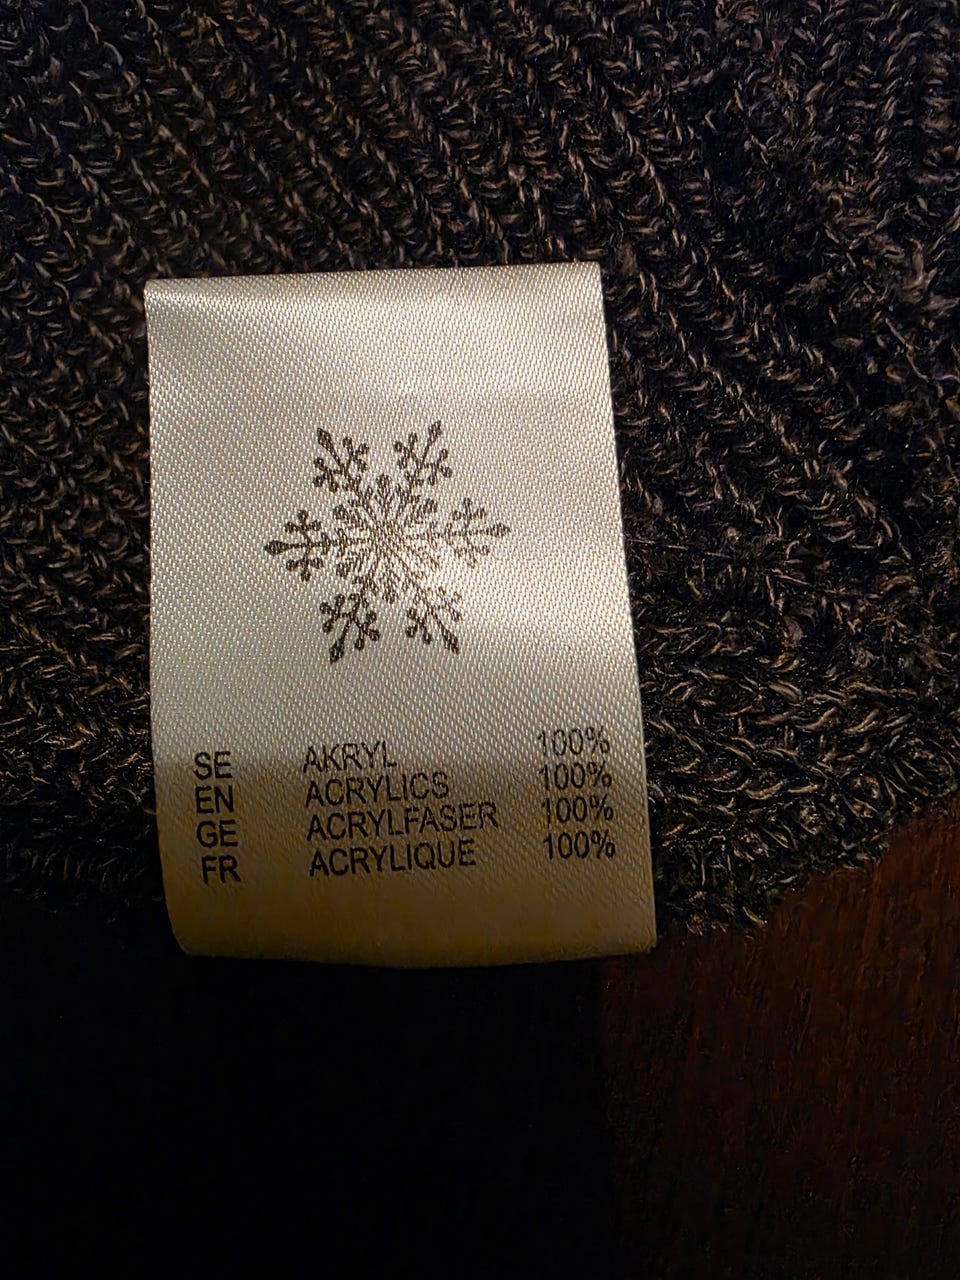 SE AKRYL 100%
EN ACRYLICS 100%
GE ACRYLFASER 100%
FR ACRYLIQUE 100%